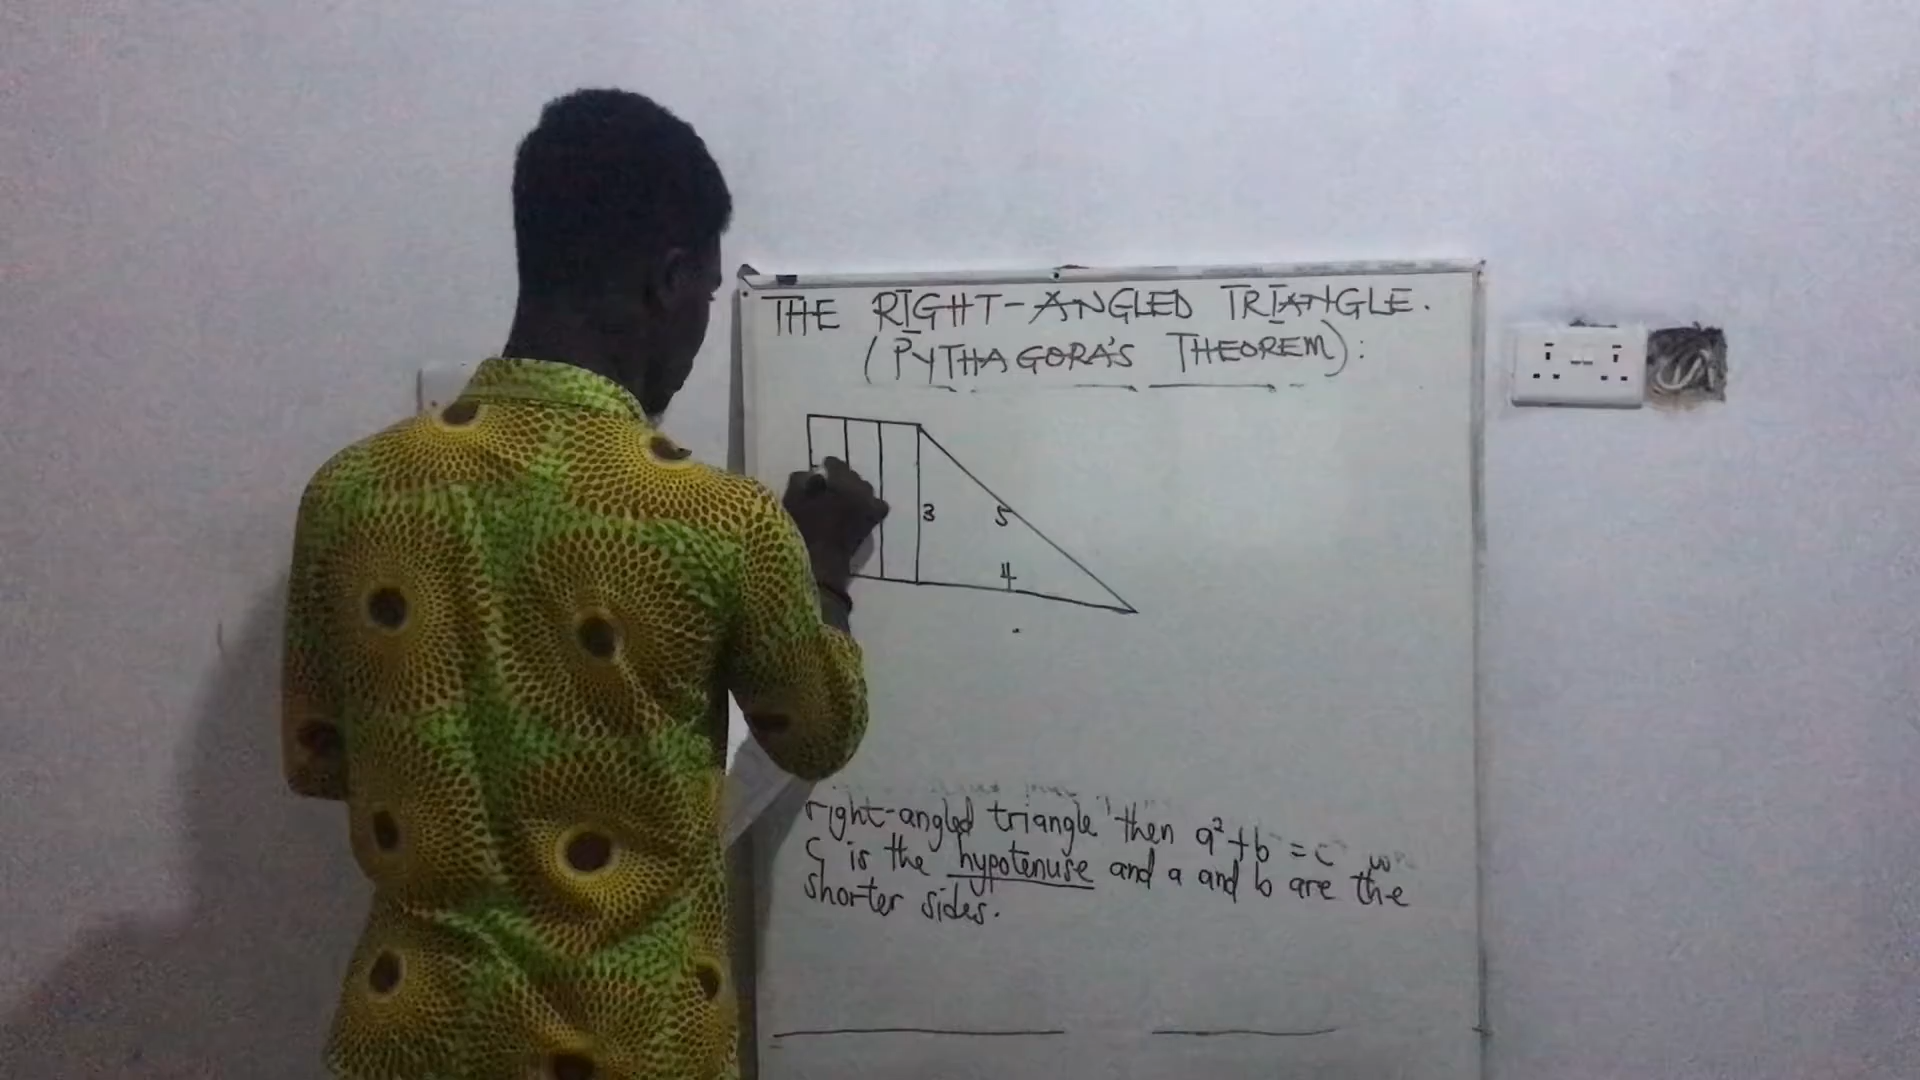 THE RIGHT-ANGLED TRIANGLE.
(PYTHAGORA'S THEOREM):
3
5
4
right-angled triangle then a²+b = c
C is the hypotenuse and a and b are the
shorter sides.